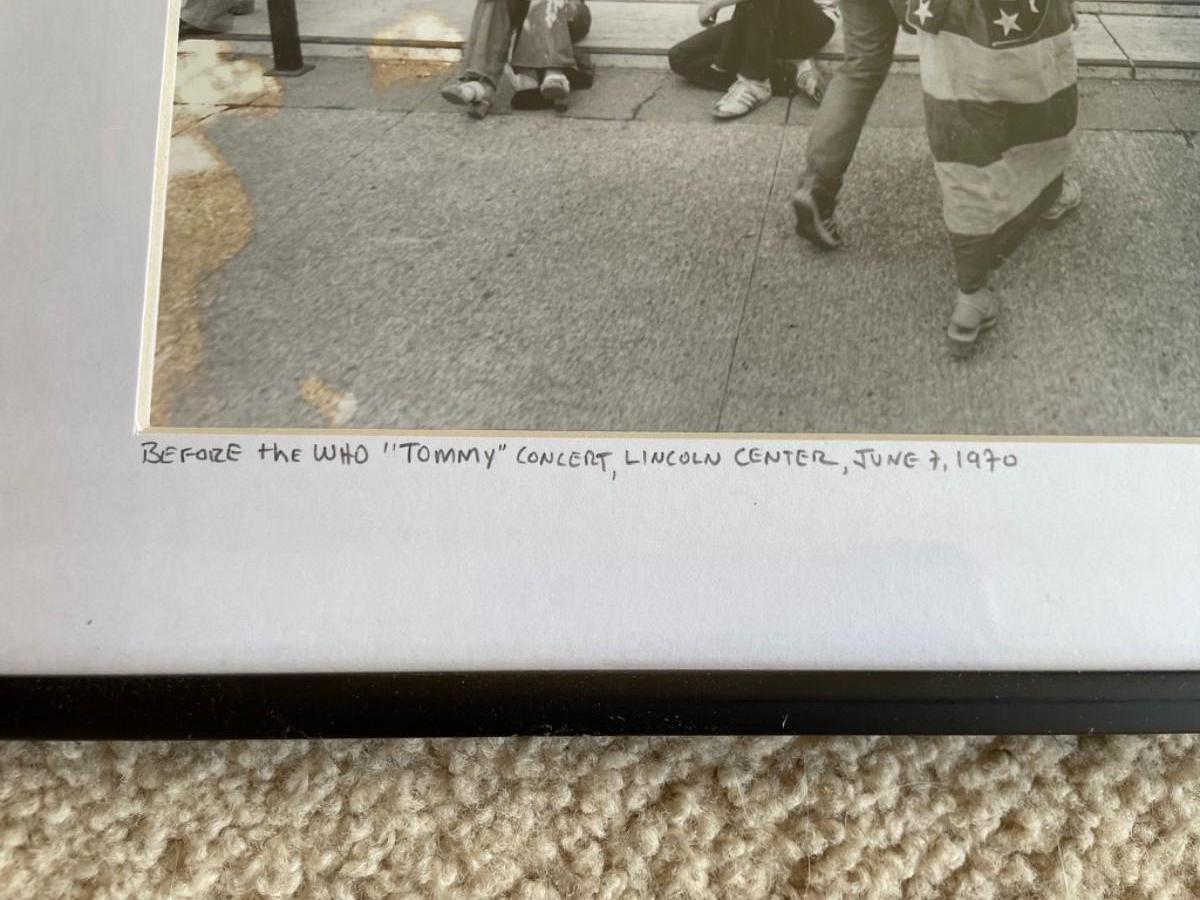 BEFORE the WHO "TOMMY" CONCERT, LINCOLN CENTER, JUNE 7, 1970